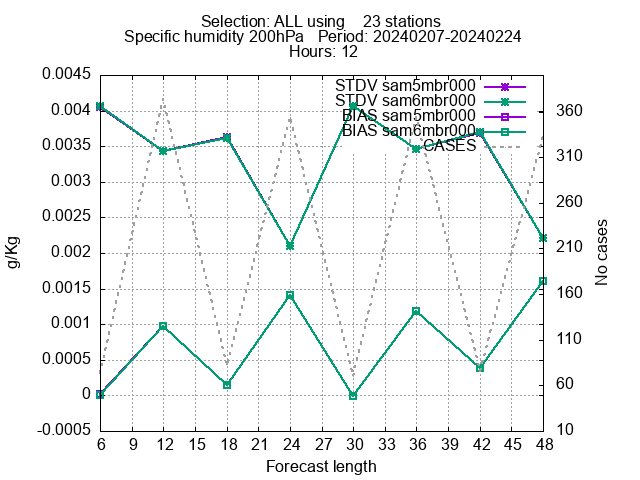 Selection: ALL using    23 stations
Specific humidity 200hPa   Period: 20240207-20240224
Hours: 12
STDV sam5mbr000
STDV sam6mbr000
BIAS sam5mbr000
BIAS sam6mbr000
CASES
0.0045
0.004
0.0035
0.003
0.0025
0.002
0.0015
0.001
0.0005
0
-0.0005
g/Kg
360
310
260
210
160
110
60
10
No cases
6 9 12 15 18 21 24 27 30 33 36 39 42 45 48
Forecast length